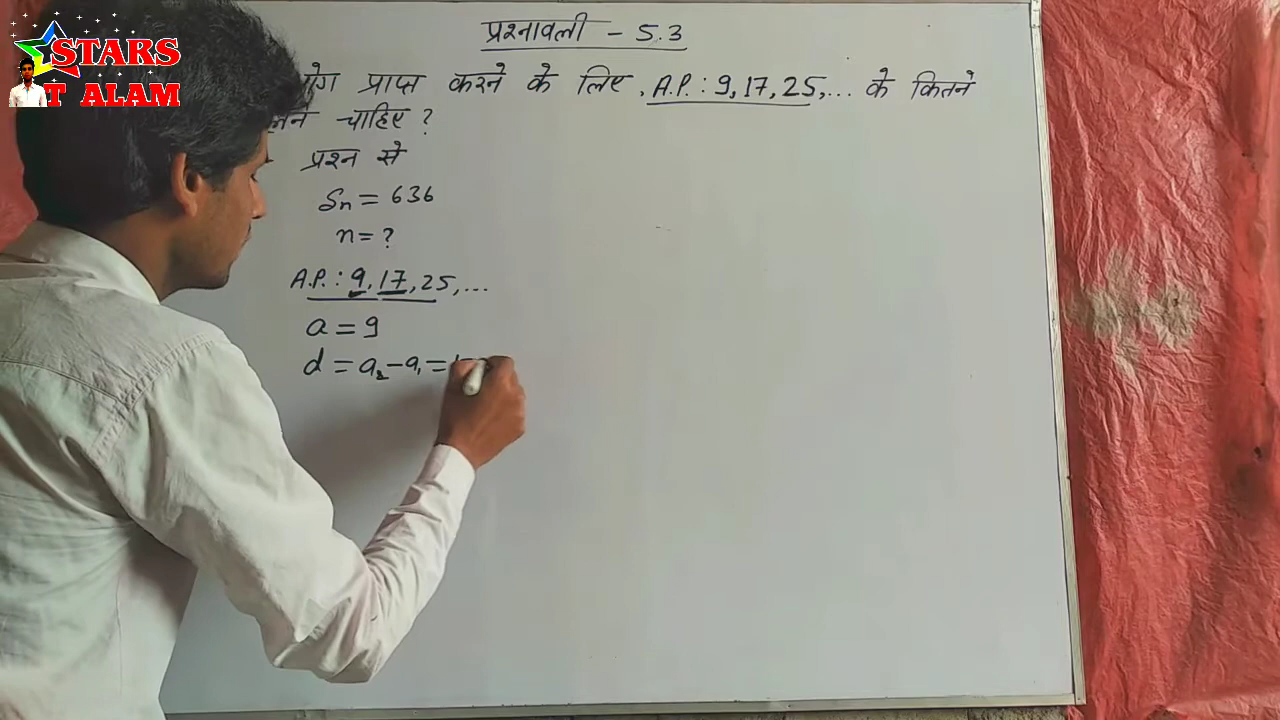 STARS
T ALAM
प्रश्नावली - 5.3
प्राप्त करने के लिए, A.P.: 9, 17, 25, ... के कितने
चाहिए ?
प्रश्न से
Sn = 636
n = ?
A.P. : 9, 17, 25, ...
a = 9
d = a₂ - a₁ =